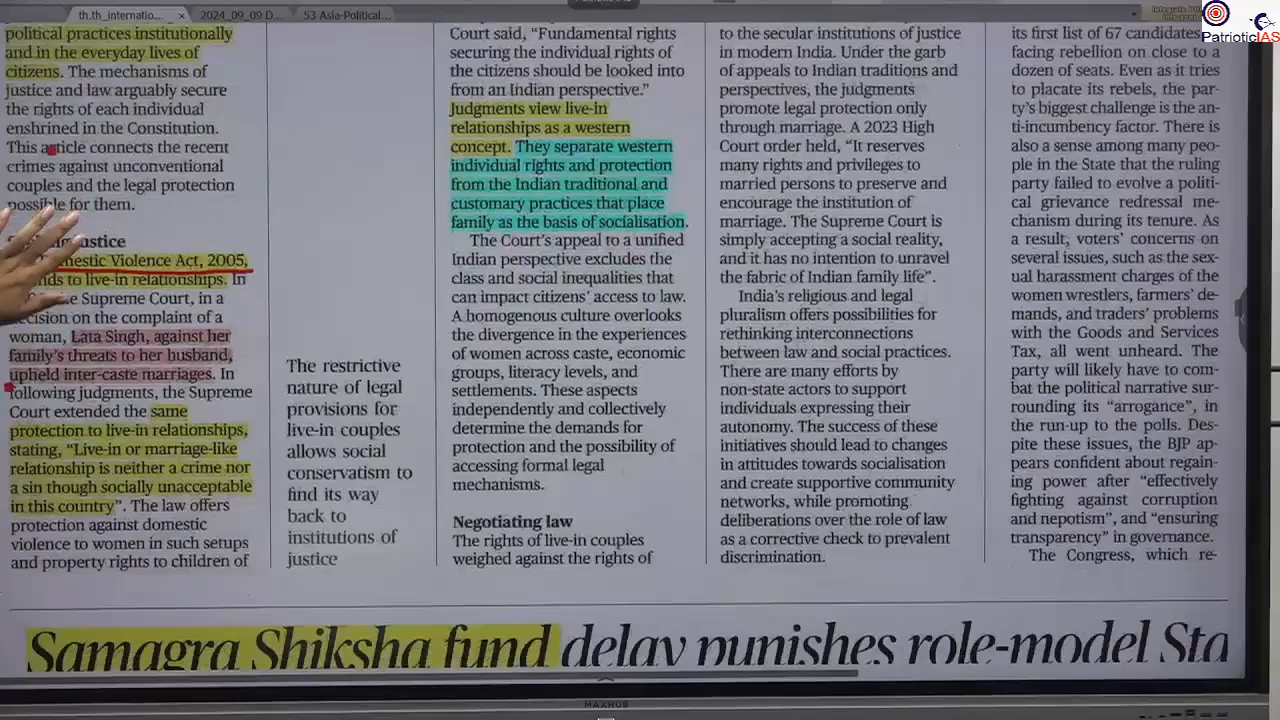 th.th_internatio...
2024_09_09 D...
S3 Asia-Political...
PatrioticIAS
political practices institutionally
and in the everyday lives of
citizens. The mechanisms of
justice and law arguably secure
the rights of each individual
enshrined in the Constitution.
This article connects the recent
crimes against unconventional
couples and the legal protection
possible for them.
justice
mestic Violence Act, 2005,
nds to live-in relationships. In
Supreme Court, in a
decision on the complaint of a
woman, Lata Singh, against her
family's threats to her husband,
upheld inter-caste marriages. In
following judgments, the Supreme
Court extended the same
protection to live-in relationships,
stating, “Live-in or marriage-like
relationship is neither a crime nor
a sin though socially unacceptable
in this country”. The law offers
protection against domestic
violence to women in such setups
and property rights to children of
The restrictive
nature of legal
provisions for
live-in couples
allows social
conservatism to
find its way
back to
institutions of
justice
Court said, “Fundamental rights
securing the individual rights of
the citizens should be looked into
from an Indian perspective.”
Judgments view live-in
relationships as a western
concept. They separate western
individual rights and protection
from the Indian traditional and
customary practices that place
family as the basis of socialisation.
The Court's appeal to a unified
Indian perspective excludes the
class and social inequalities that
can impact citizens' access to law.
A homogenous culture overlooks
the divergence in the experiences
of women across caste, economic
groups, literacy levels, and
settlements. These aspects
independently and collectively
determine the demands for
protection and the possibility of
accessing formal legal
mechanisms.
Negotiating law
The rights of live-in couples
weighed against the rights of
to the secular institutions of justice
in modern India. Under the garb
of appeals to Indian traditions and
perspectives, the judgments
promote legal protection only
through marriage. A 2023 High
Court order held, “It reserves
many rights and privileges to
married persons to preserve and
encourage the institution of
marriage. The Supreme Court is
simply accepting a social reality,
and it has no intention to unravel
the fabric of Indian family life”.
India's religious and legal
pluralism offers possibilities for
rethinking interconnections
between law and social practices.
There are many efforts by
non-state actors to support
individuals expressing their
autonomy. The success of these
initiatives should lead to changes
in attitudes towards socialisation
and create supportive community
networks, while promoting
deliberations over the role of law
as a corrective check to prevalent
discrimination.
its first list of 67 candidates
facing rebellion on close to a
dozen of seats. Even as it tries
to placate its rebels, the par-
ty's biggest challenge is the an-
ti-incumbency factor. There is
also a sense among many peo-
ple in the State that the ruling
party failed to evolve a politi-
cal grievance redressal me-
chanism during its tenure. As
a result, voters' concerns on
several issues, such as the sex-
ual harassment charges of the
women wrestlers, farmers' de-
mands, and traders' problems
with the Goods and Services
Tax, all went unheard. The
party will likely have to com-
bat the political narrative sur-
rounding its “arrogance”, in
the run-up to the polls. Des-
pite these issues, the BJP ap-
pears confident about regain-
ing power after “effectively
fighting against corruption
and nepotism”, and “ensuring
transparency” in governance.
The Congress, which re-
Samagra Shiksha fund delay punishes role-model Sta
MAXHUB